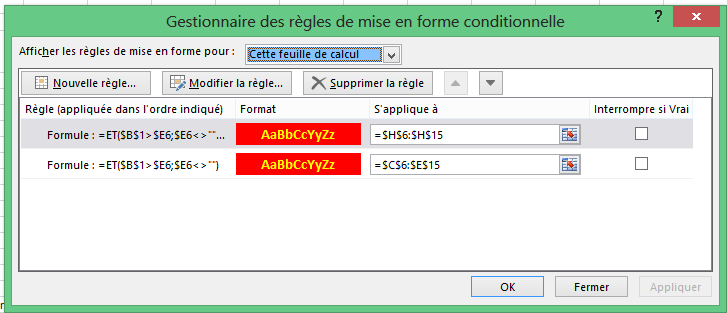 Gestionnaire des règles de mise en forme conditionnelle
?
Afficher les règles de mise en forme pour :
Cette feuille de calcul
Nouvelle règle...
Modifier la règle...
Supprimer la règle
Règle (appliquée dans l'ordre indiqué)
Format
S'applique à
Interrompre si Vrai
Formule : =ET($B$1>$E6;$E6<>""...
AaBbCcYyZz
=$H$6:$H$15
Formule : =ET($B$1>$E6;$E6<>"")
AaBbCcYyZz
=$C$6:$E$15
OK
Fermer
Appliquer